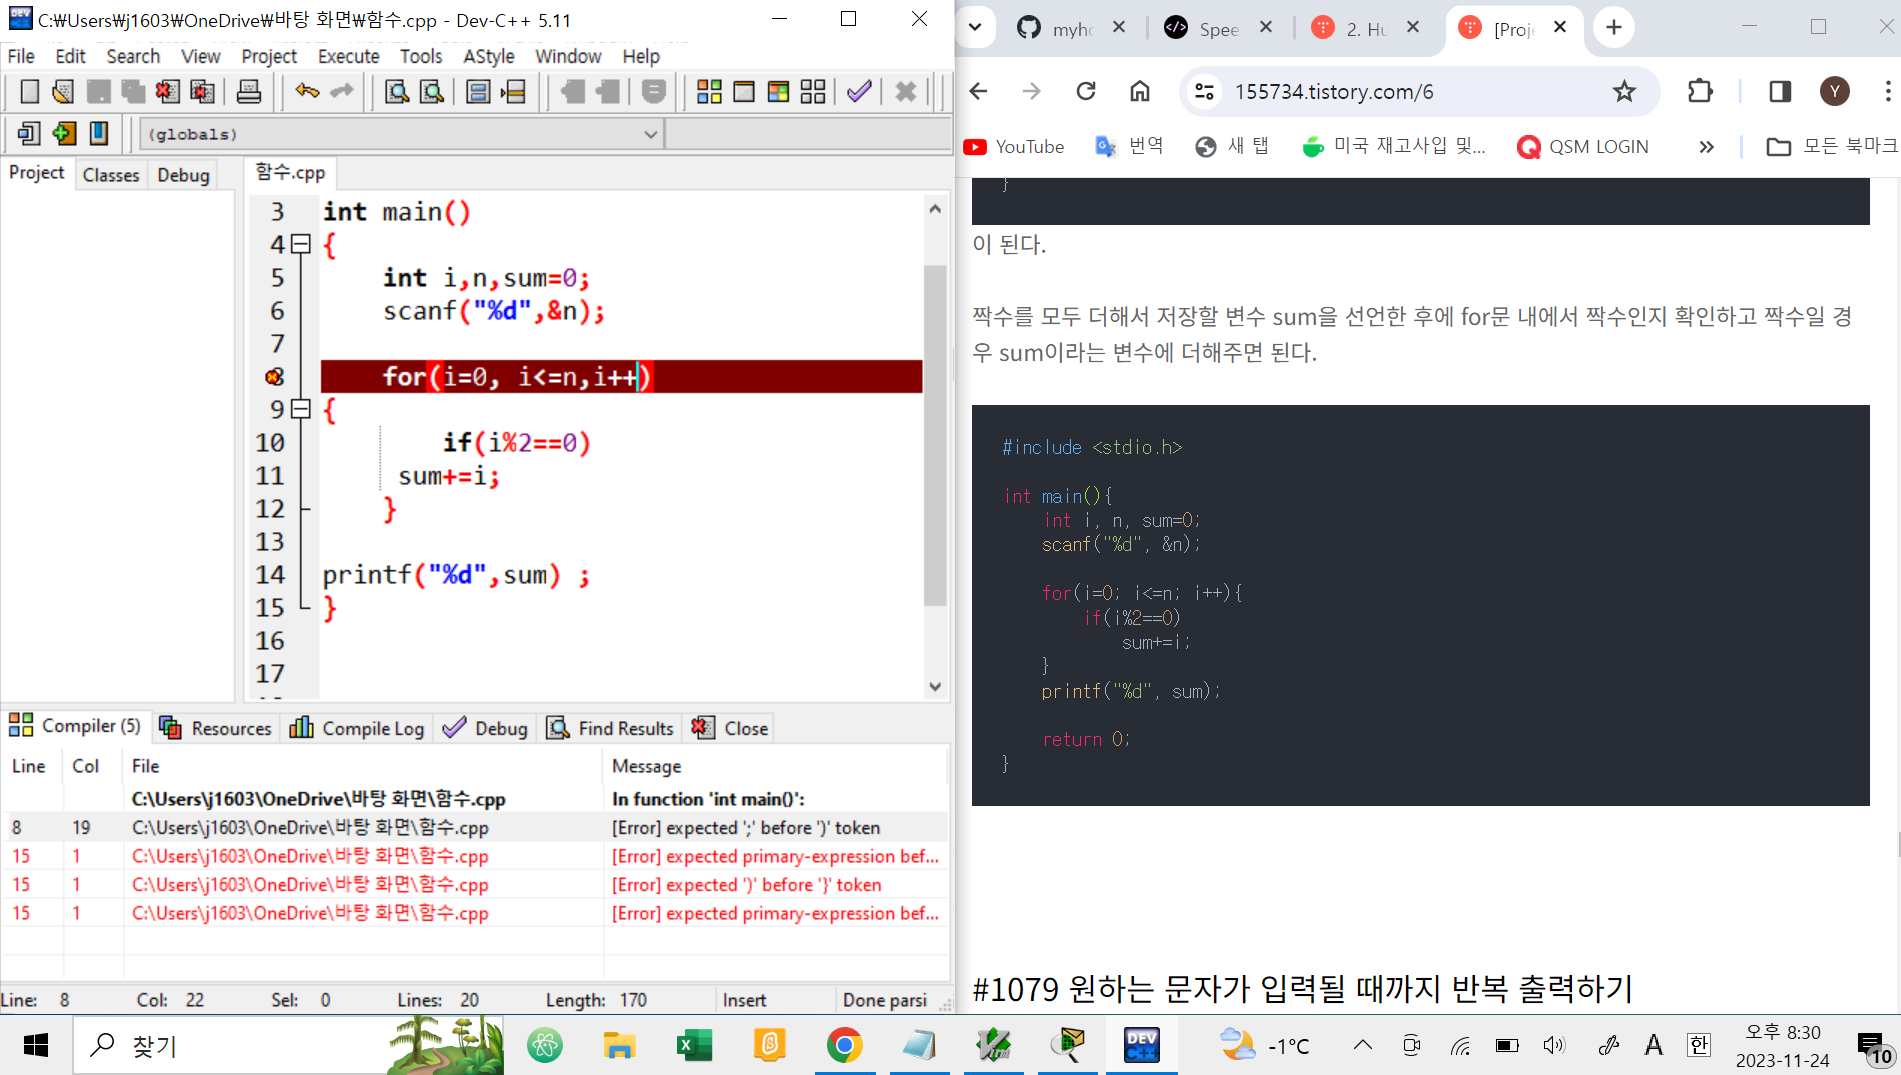 C:₩Users₩j1603₩OneDrive₩바탕 화면₩함수.cpp - Dev-C++ 5.11
File Edit Search View Project Execute Tools AStyle Window Help
(globals)
Project Classes Debug
함수.cpp
3 int main()
4 {
5 int i,n,sum=0;
6 scanf("%d",&n);
7
8 for(i=0, i<=n,i++)
9 {
10 if(i%2==0)
11 sum+=i;
12 }
13
14 printf("%d",sum) ;
15 }
16
17
Compiler (5) Resources Compile Log Debug Find Results Close
Line Col File Message
C:\Users\j1603\OneDrive\바탕 화면\함수.cpp In function 'int main()':
8 19 C:\Users\j1603\OneDrive\바탕 화면\함수.cpp [Error] expected ';' before ')' token
15 1 C:\Users\j1603\OneDrive\바탕 화면\함수.cpp [Error] expected primary-expression bef...
15 1 C:\Users\j1603\OneDrive\바탕 화면\함수.cpp [Error] expected ')' before '}' token
15 1 C:\Users\j1603\OneDrive\바탕 화면\함수.cpp [Error] expected primary-expression bef...
Line: 8 Col: 22 Sel: 0 Lines: 20 Length: 170 Insert Done parsi
myho Spee 2. Hu [Proje
155734.tistory.com/6
Y
YouTube 번역 새 탭 미국 재고사입 및... QSM LOGIN » 모든 북마크
}
이 된다.
짝수를 모두 더해서 저장할 변수 sum을 선언한 후에 for문 내에서 짝수인지 확인하고 짝수일 경
우 sum이라는 변수에 더해주면 된다.
#include <stdio.h>
int main(){
int i, n, sum=0;
scanf("%d", &n);
for(i=0; i<=n; i++){
if(i%2==0)
sum+=i;
}
printf("%d", sum);
return 0;
}
#1079 원하는 문자가 입력될 때까지 반복 출력하기
찾기
DEV C++
-1°C
A 한
오후 8:30
2023-11-24
10